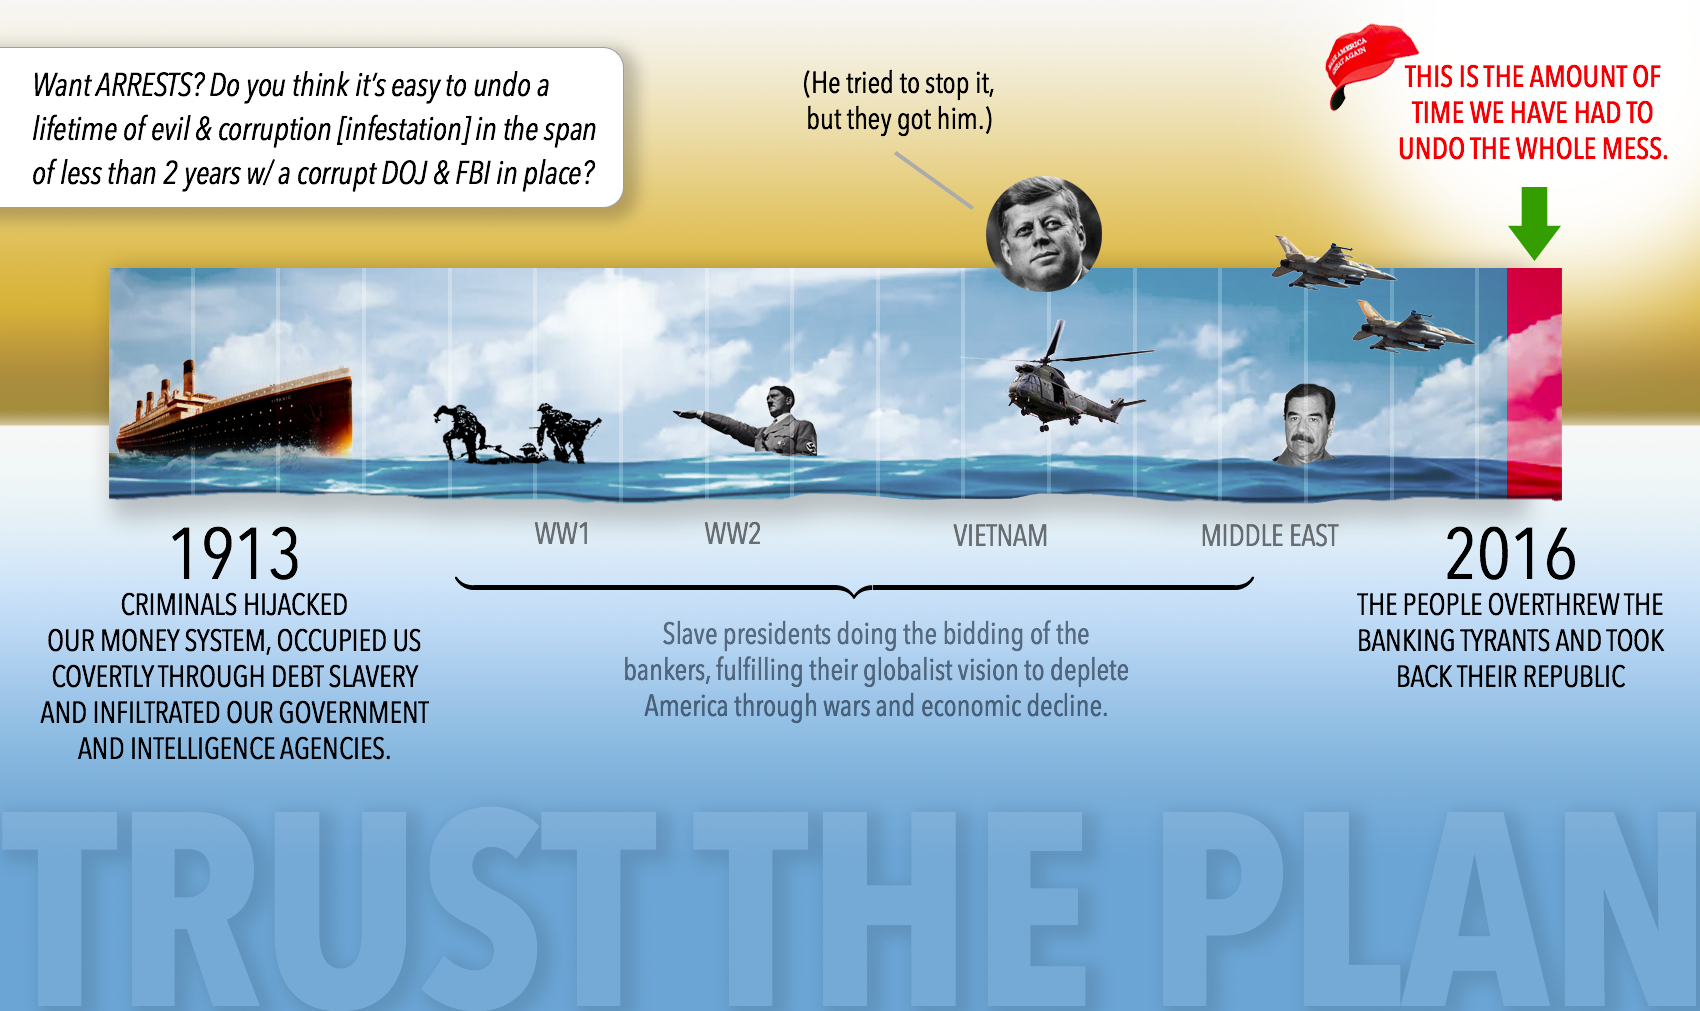 Want ARRESTS? Do you think it's easy to undo a
lifetime of evil & corruption [infestation] in the span
of less than 2 years w/ a corrupt DOJ & FBI in place?
(He tried to stop it,
but they got him.)
MAKE AMERICA
GREAT AGAIN
THIS IS THE AMOUNT OF
TIME WE HAVE HAD TO
UNDO THE WHOLE MESS.
TITANIC
1913
CRIMINALS HIJACKED
OUR MONEY SYSTEM, OCCUPIED US
COVERTLY THROUGH DEBT SLAVERY
AND INFILTRATED OUR GOVERNMENT
AND INTELLIGENCE AGENCIES.
WW1
WW2
VIETNAM
MIDDLE EAST
Slave presidents doing the bidding of the
bankers, fulfilling their globalist vision to deplete
America through wars and economic decline.
2016
THE PEOPLE OVERTHREW THE
BANKING TYRANTS AND TOOK
BACK THEIR REPUBLIC
TRUST THE PLAN